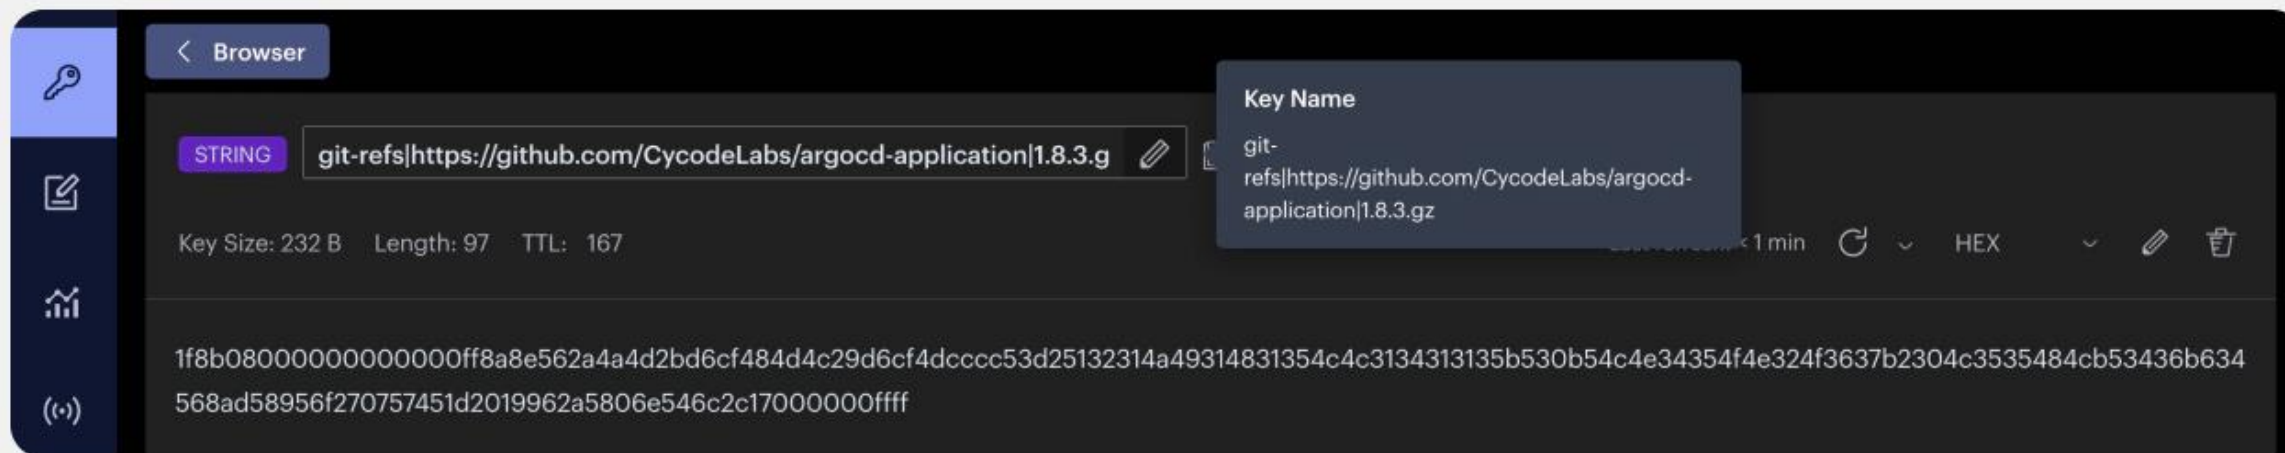 Browser
Key Name
STRING
git-refs|https://github.com/CycodeLabs/argocd-application|1.8.3.g
git-
refs|https://github.com/CycodeLabs/argocd-
application|1.8.3.gz
Key Size: 232 B Length: 97 TTL: 167
< 1 min
HEX
1f8b08000000000000ff8a8e562a4a4d2bd6cf484d4c29d6cf4dcccc53d25132314a49314831354c4c3134313135b530b54c4e34354f4e324f3637b2304c3535484cb53436b634
568ad58956f270757451d2019962a5806e546c2c17000000ffff